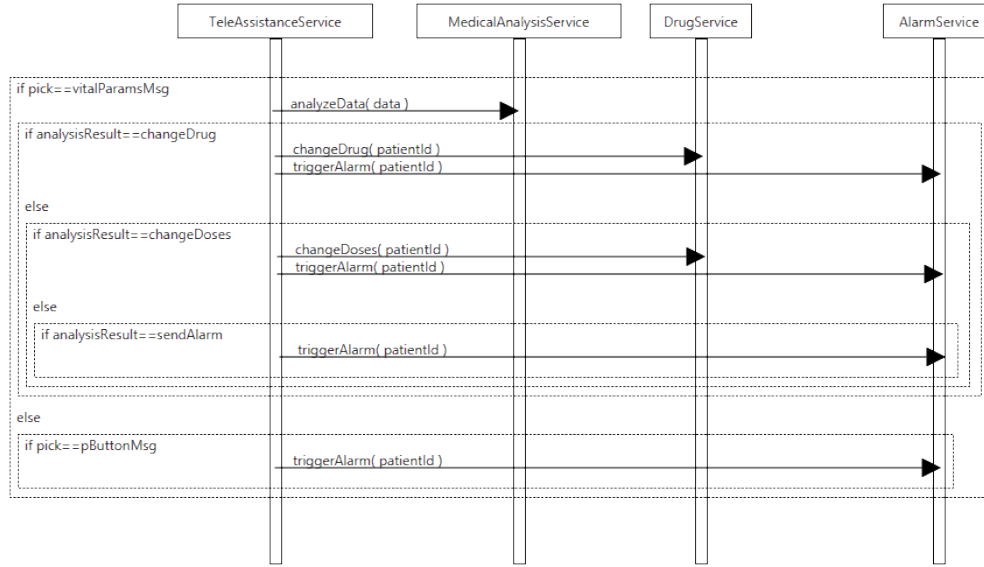 TeleAssistanceService
MedicalAnalysisService
DrugService
AlarmService
if pick==vitalParamsMsg
analyzeData( data )
if analysisResult==changeDrug
changeDrug( patientId )
triggerAlarm( patientId )
else
if analysisResult==changeDoses
changeDoses( patientId )
triggerAlarm( patientId )
else
if analysisResult==sendAlarm
triggerAlarm( patientId )
else
if pick==pButtonMsg
triggerAlarm( patientId )